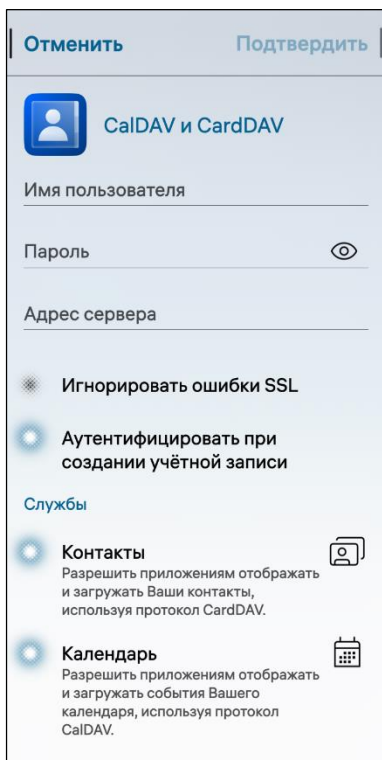 Отменить Подтвердить
CalDAV и CardDAV
Имя пользователя
Пароль
Адрес сервера
Игнорировать ошибки SSL
Аутентифицировать при
создании учётной записи
Службы
Контакты
Разрешить приложениям отображать
и загружать Ваши контакты,
используя протокол CardDAV.
Календарь
Разрешить приложениям отображать
и загружать события Вашего
календаря, используя протокол
CalDAV.